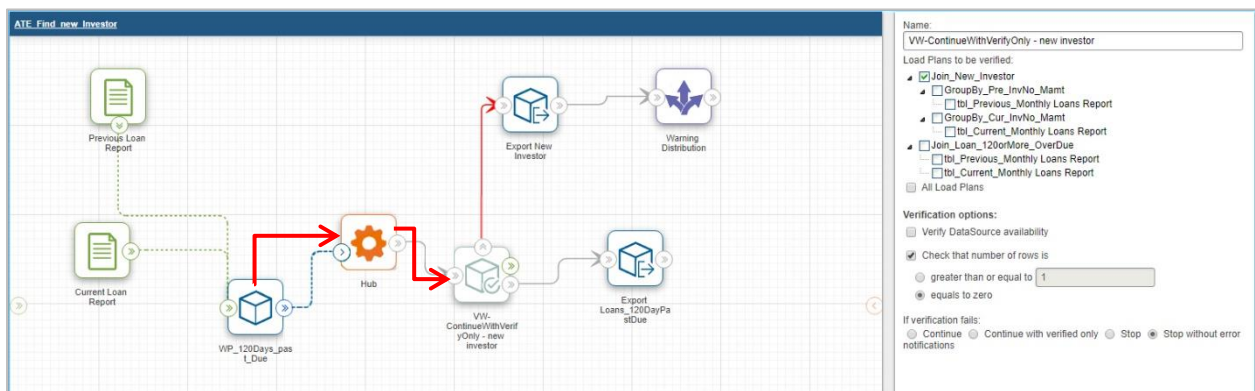 ATE_Find_new_Investor
Previous Loan
Report
Current Loan
Report
WP_120Days_pas
t_Due
Hub
VW-
ContinueWithVerif
yOnly - new
investor
Export New
Investor
Warning
Distribution
Export
Loans_120DayPa
stDue
Name:
VW-ContinueWithVerifyOnly - new investor
Load Plans to be verified:
Join_New_Investor
GroupBy_Pre_InvNo_Mamt
tbl_Previous_Monthly Loans Report
GroupBy_Cur_InvNo_Mamt
tbl_Current_Monthly Loans Report
Join_Loan_120orMore_OverDue
tbl_Previous_Monthly Loans Report
tbl_Current_Monthly Loans Report
All Load Plans
Verification options:
Verify DataSource availability
Check that number of rows is
greater than or equal to 1
equals to zero
If verification fails:
Continue Continue with verified only Stop Stop without error
notifications